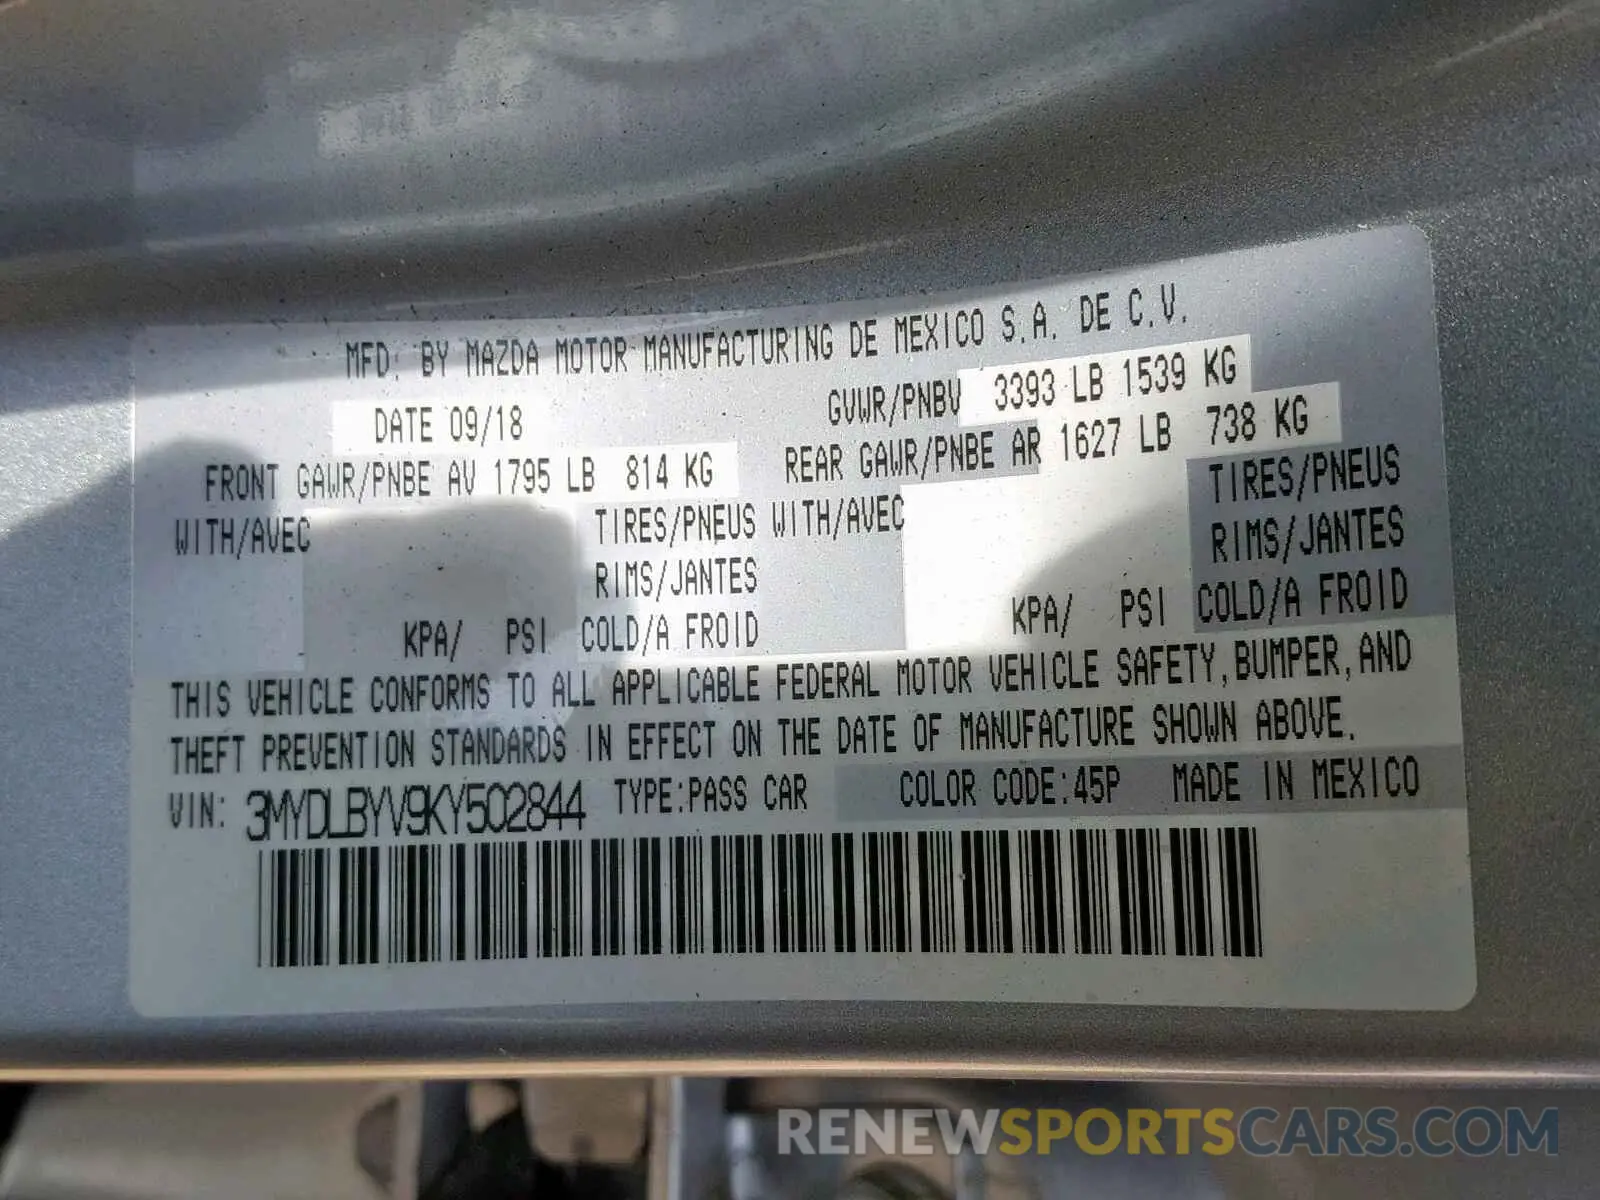 MFD. BY MAZDA MOTOR MANUFACTURING DE MEXICO S.A. DE C.V.
DATE 09/18 GVWR/PNBV 3393 LB 1539 KG
FRONT GAWR/PNBE AV 1795 LB 814 KG REAR GAWR/PNBE AR 1627 LB 738 KG
WITH/AVEC TIRES/PNEUS WITH/AVEC TIRES/PNEUS
RIMS/JANTES RIMS/JANTES
KPA/ PSI COLD/A FROID KPA/ PSI COLD/A FROID
THIS VEHICLE CONFORMS TO ALL APPLICABLE FEDERAL MOTOR VEHICLE SAFETY, BUMPER, AND
THEFT PREVENTION STANDARDS IN EFFECT ON THE DATE OF MANUFACTURE SHOWN ABOVE.
VIN: 3MYDLBYV9KY502844 TYPE:PASS CAR COLOR CODE:45P MADE IN MEXICO
RENEWSPORTSCARS.COM